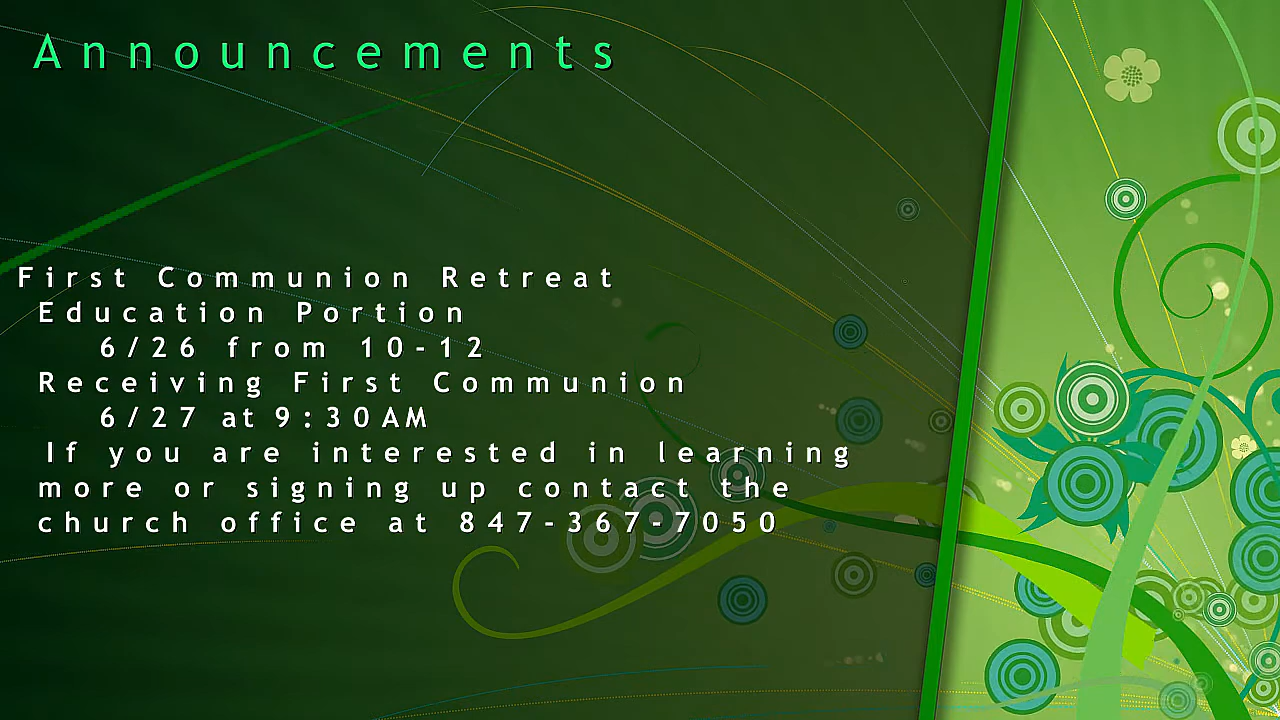 Announcements
First Communion Retreat
Education Portion
6/26 from 10-12
Receiving First Communion
6/27 at 9:30AM
If you are interested in learning
more or signing up contact the
church office at 847-367-7050